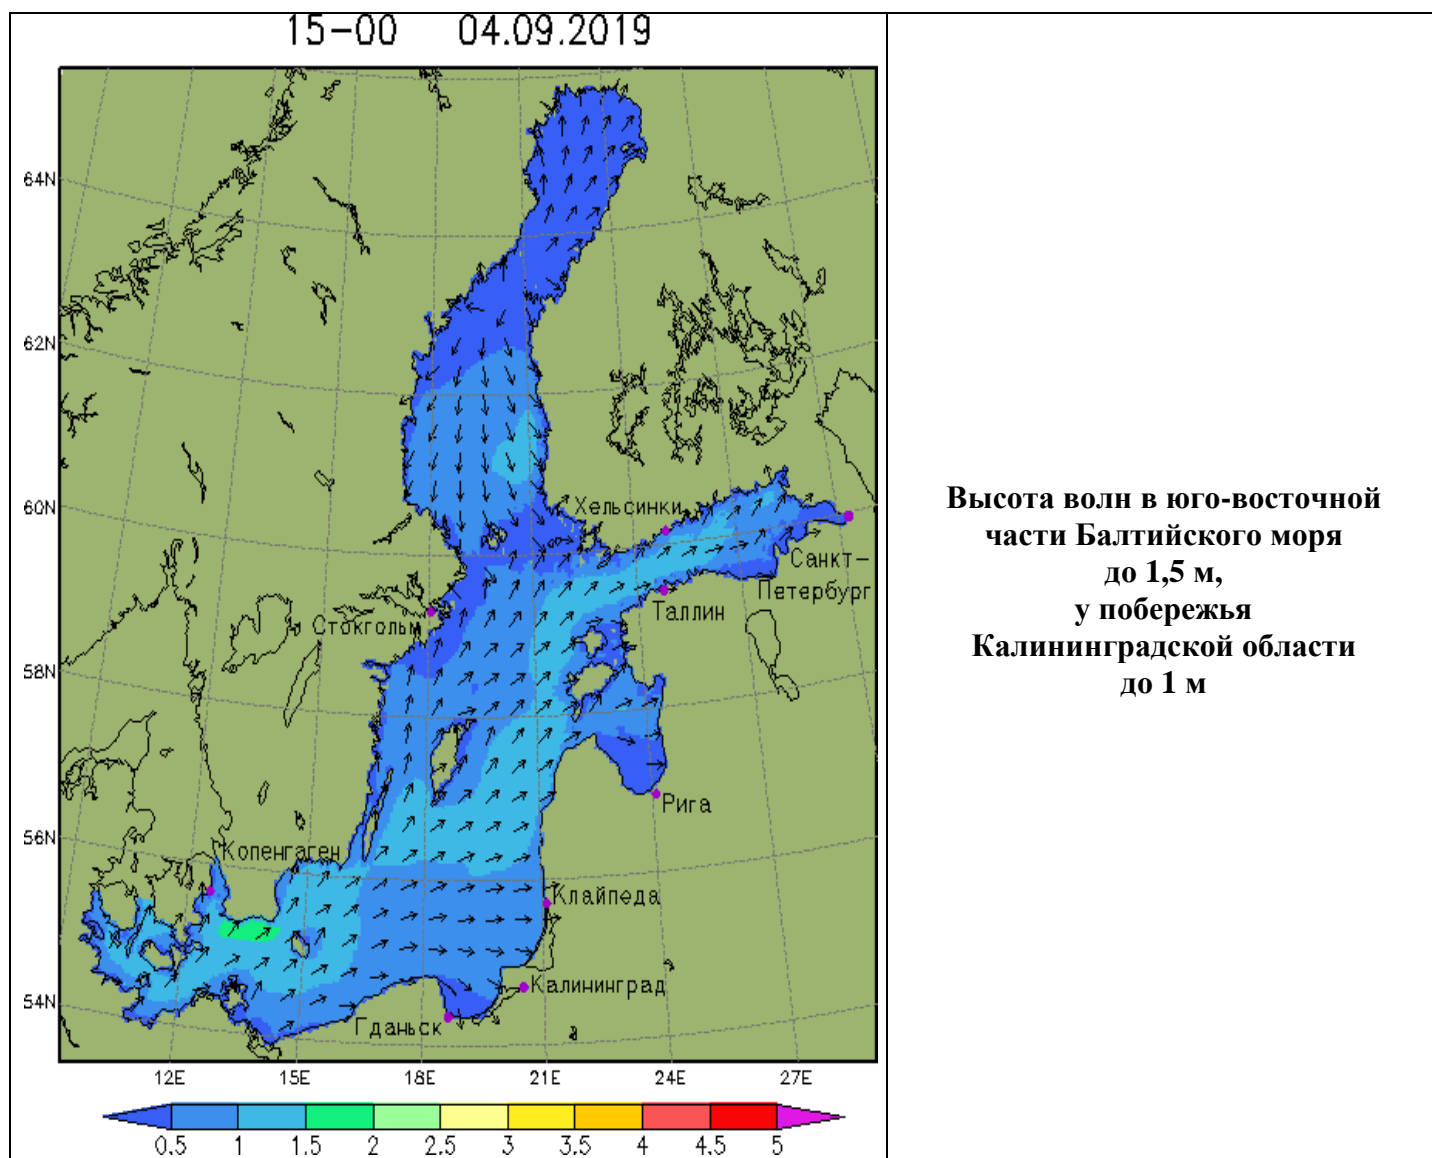 15-00 04.09.2019
64N
62N
60N
58N
56N
54N
Хельсинки
Санкт-
Петербург
Таллин
Стокгольм
Рига
Копенгаген
Клайпеда
Калининград
Гданьск
12E 15E 18E 21E 24E 27E
0,5 1 1,5 2 2,5 3 3,5 4 4,5 5
Высота волн в юго-восточной
части Балтийского моря
до 1,5 м,
у побережья
Калининградской области
до 1 м